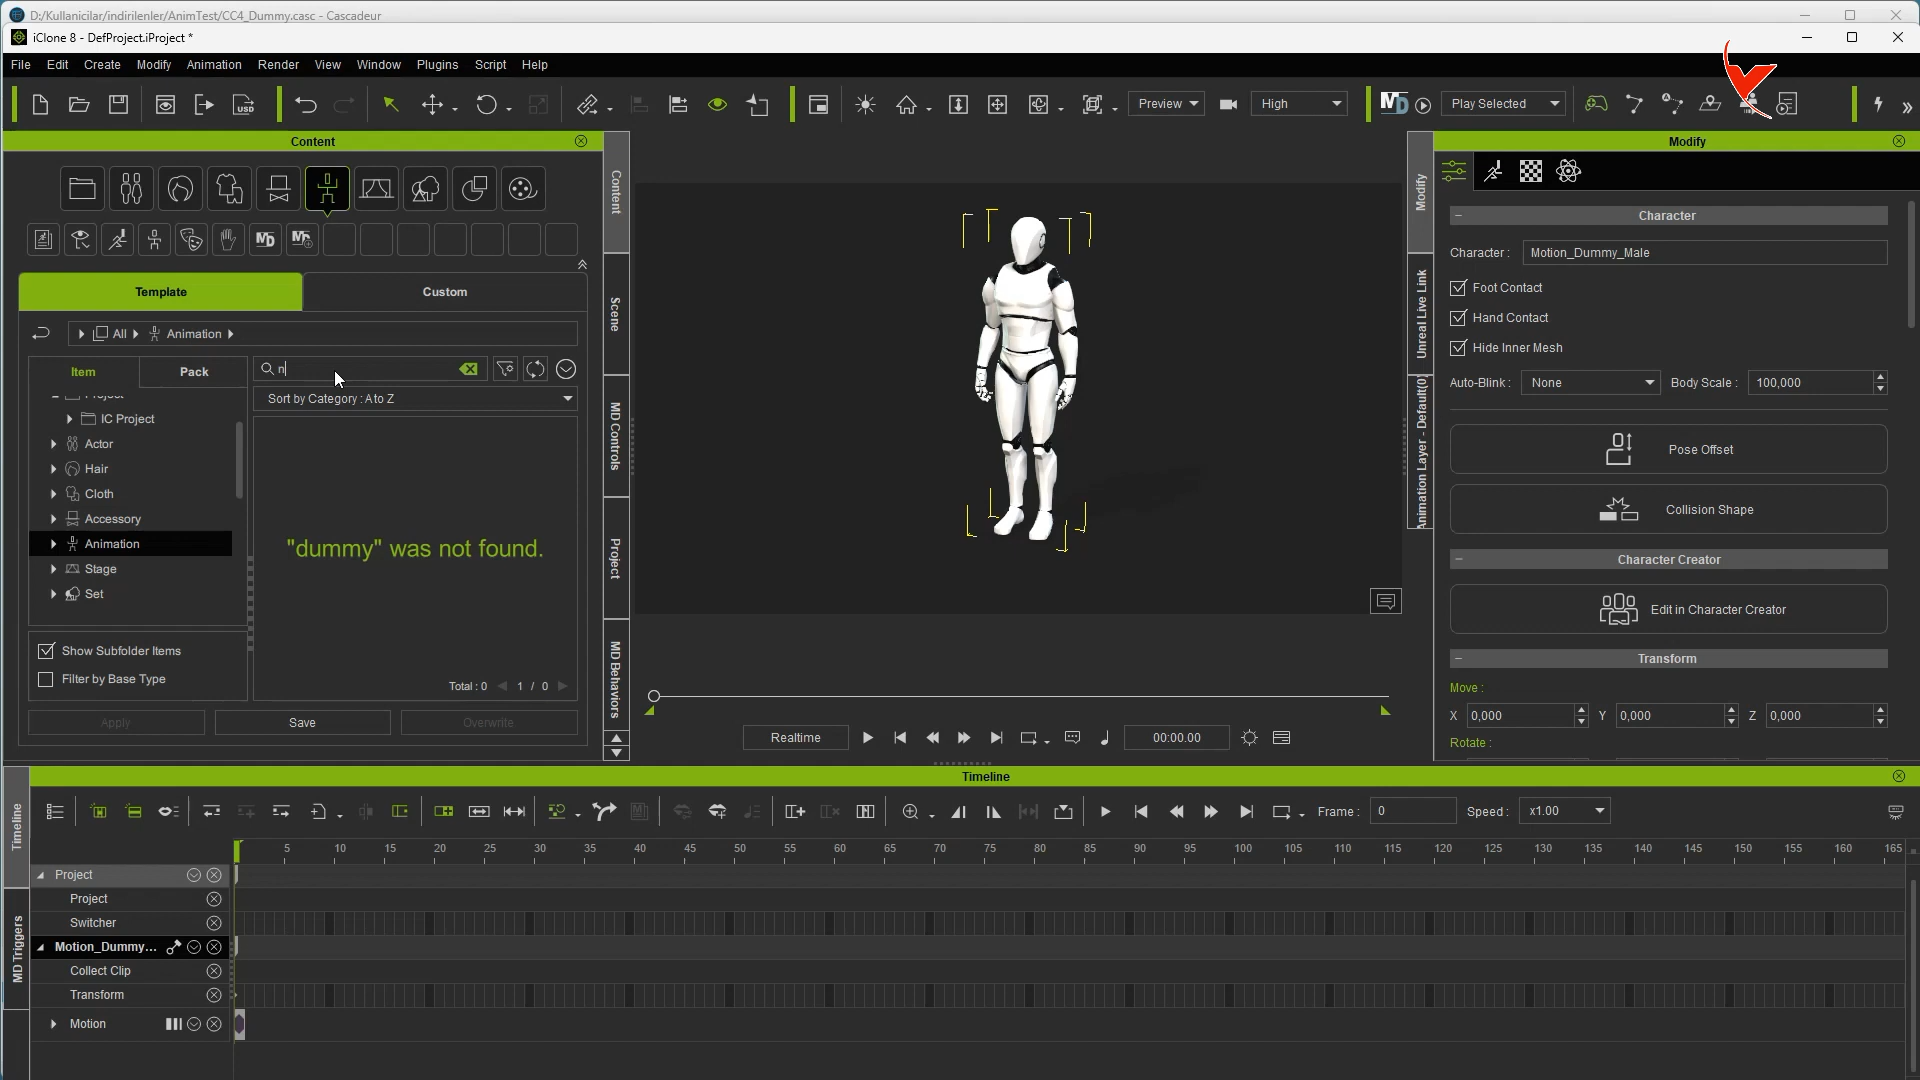 D:/Kullanicilar/indirilenler/AnimTest/CC4_Dummy.casc - Cascadeur
iClone 8 - DefProject.iProject *
File Edit Create Modify Animation Render View Window Plugins Script Help
USD Preview High MD Play Selected
Content
MD
Template Custom
All Animation
Item Pack n
Sort by Category : A to Z
IC Project
Actor
Hair
Cloth
Accessory
Animation
Stage
Set
"dummy" was not found.
Show Subfolder Items
Filter by Base Type
Total : 0 1 / 0
Apply Save Overwrite
Content
Scene
MD Controls
Project
MD Behaviors
Realtime 00:00.00
Modify
Unreal Live Link
Animation Layer - Default(0)
Modify
Character
Character : Motion_Dummy_Male
Foot Contact
Hand Contact
Hide Inner Mesh
Auto-Blink : None Body Scale : 100,000
Pose Offset
Collision Shape
Character Creator
Edit in Character Creator
Transform
Move :
X 0,000 Y 0,000 Z 0,000
Rotate :
Timeline
Timeline
MD Triggers
Frame : 0 Speed : x1.00
5 10 15 20 25 30 35 40 45 50 55 60 65 70 75 80 85 90 95 100 105 110 115 120 125 130 135 140 145 150 155 160 165
Project
Project
Switcher
Motion_Dummy...
Collect Clip
Transform
Motion